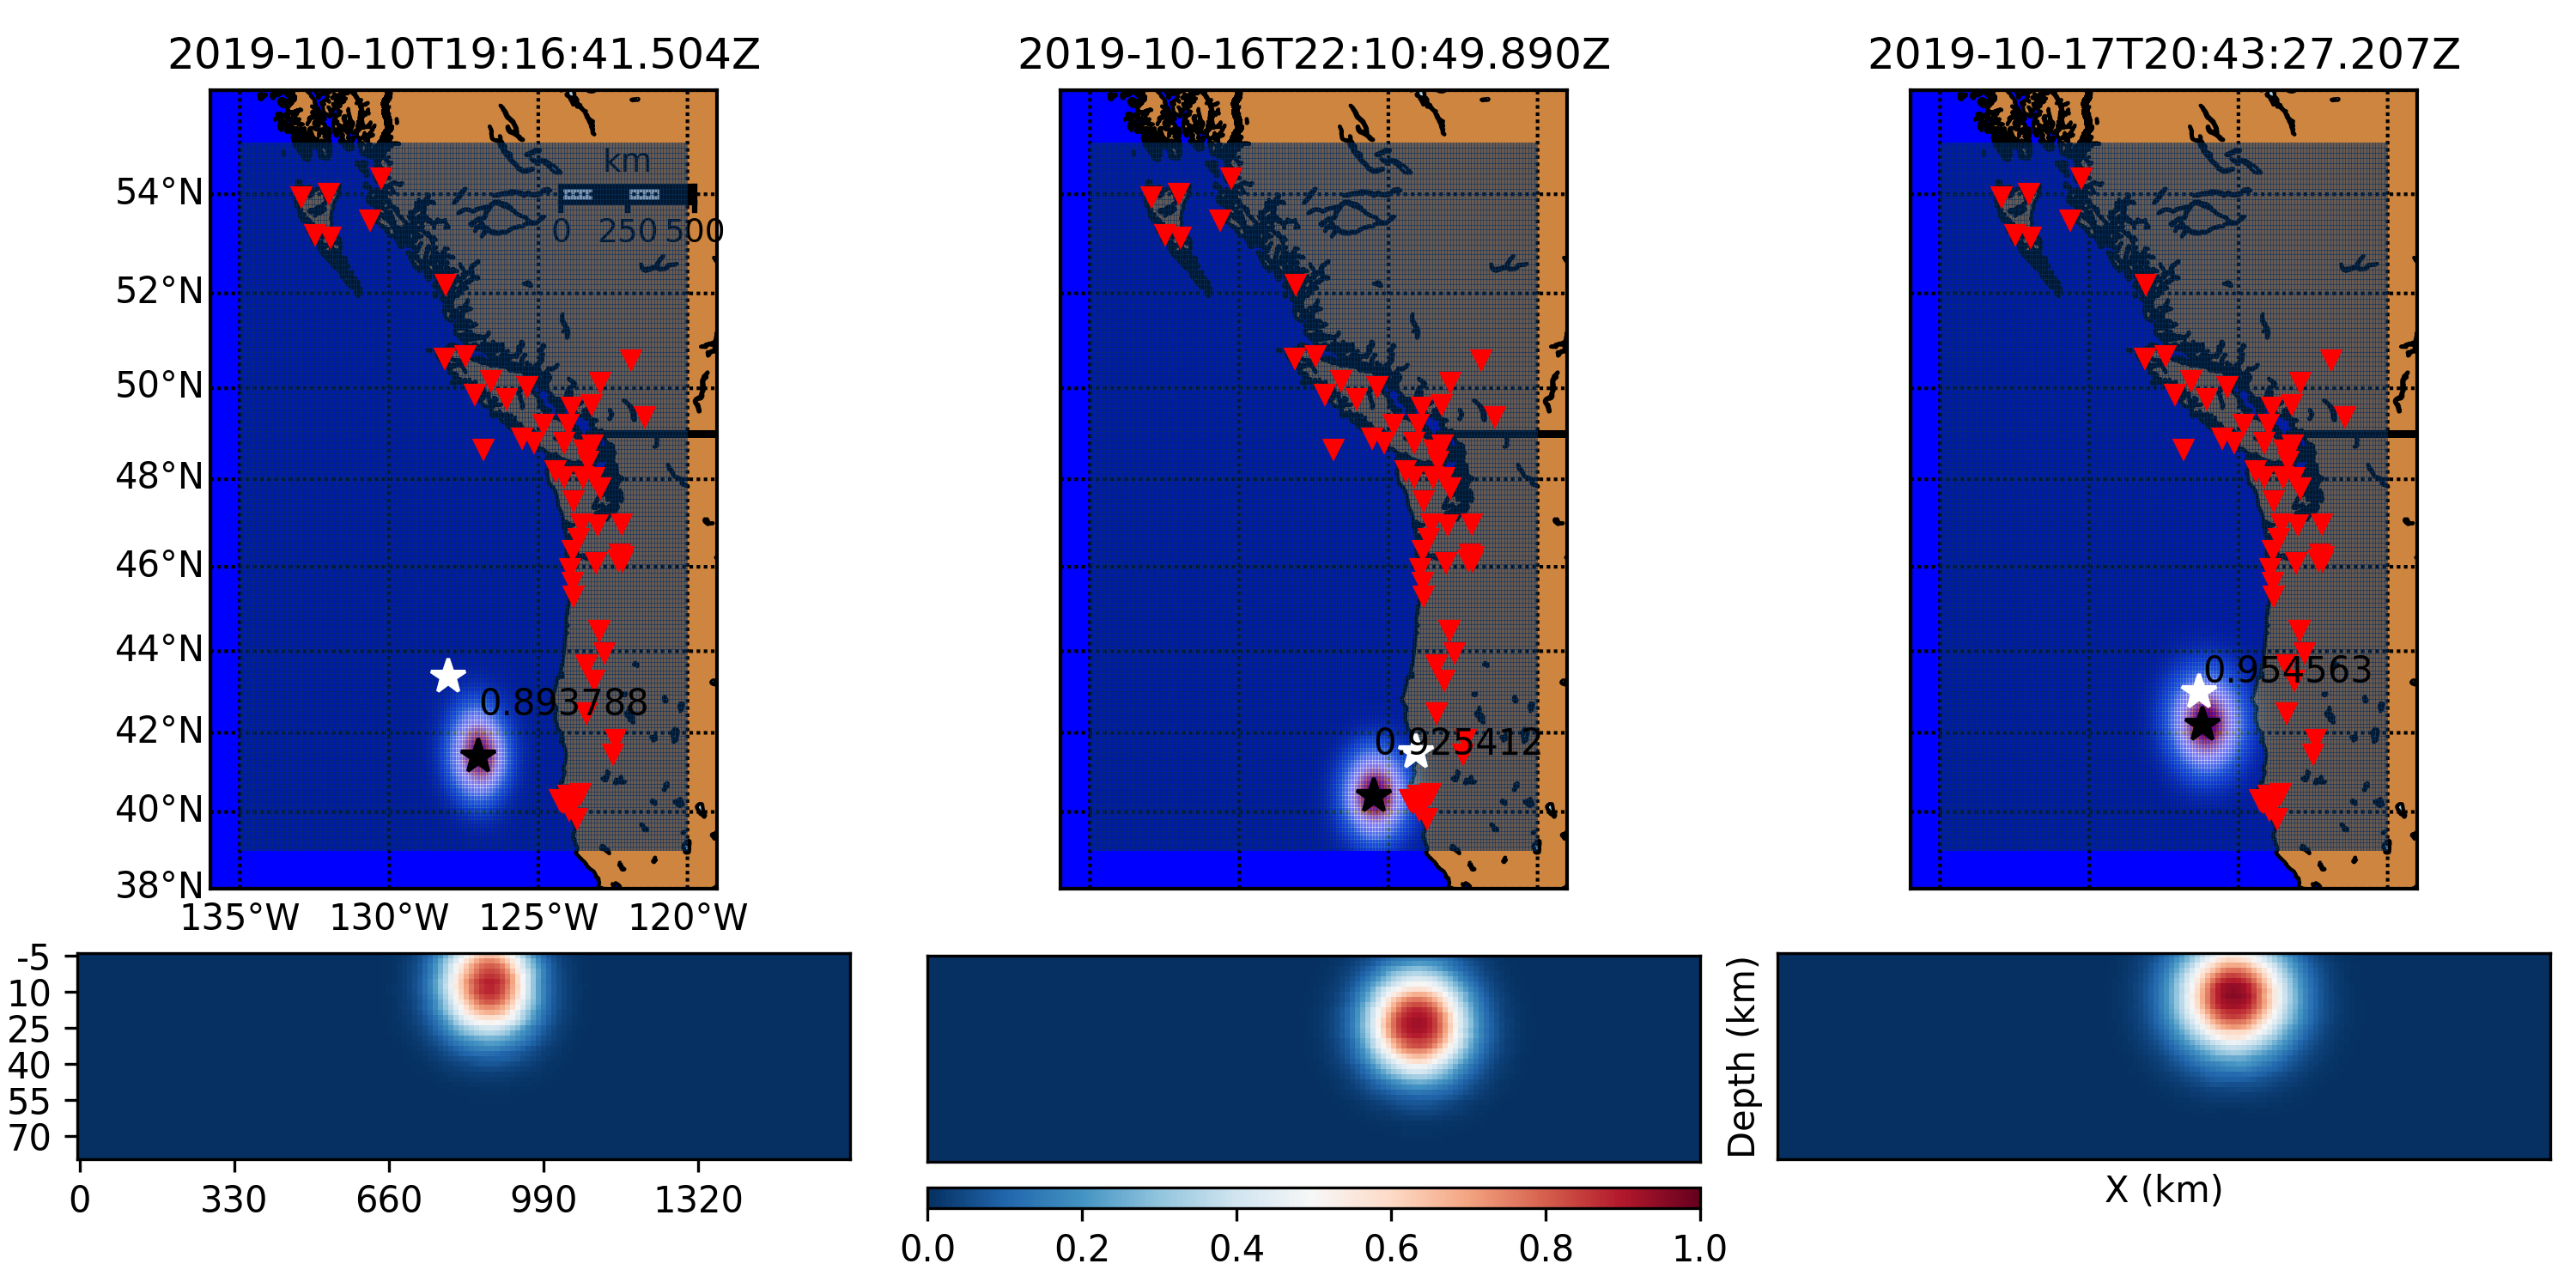 2019-10-10T19:16:41.504Z
2019-10-16T22:10:49.890Z
2019-10-17T20:43:27.207Z
km
0 250 500
54°N
52°N
50°N
48°N
46°N
44°N
42°N
40°N
38°N
135°W 130°W 125°W 120°W
0.893788
0.925412
0.954563
-5
10
25
40
55
70
0 330 660 990 1320
0.0 0.2 0.4 0.6 0.8 1.0
Depth (km)
X (km)